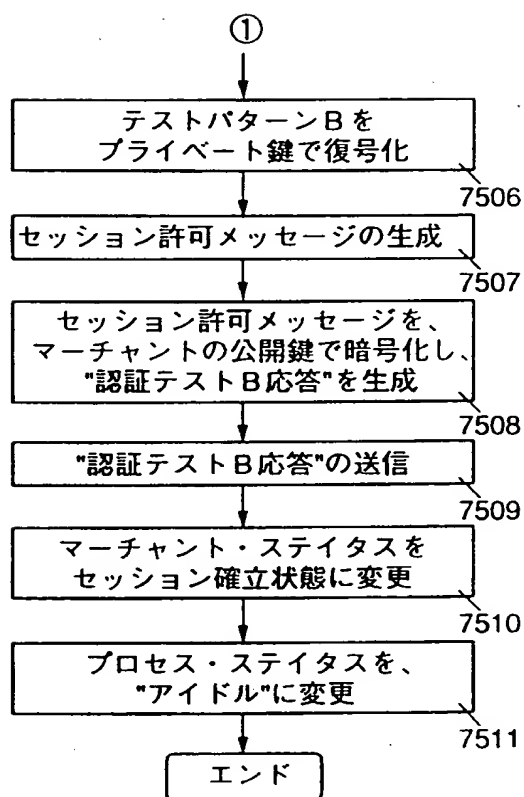 ①
テストパターンBを
プライベート鍵で復号化
7506
セッション許可メッセージの生成
7507
セッション許可メッセージを、
マーチャントの公開鍵で暗号化し、
"認証テストB応答"を生成
7508
"認証テストB応答"の送信
7509
マーチャント・ステイタスを
セッション確立状態に変更
7510
プロセス・ステイタスを、
"アイドル"に変更
7511
エンド